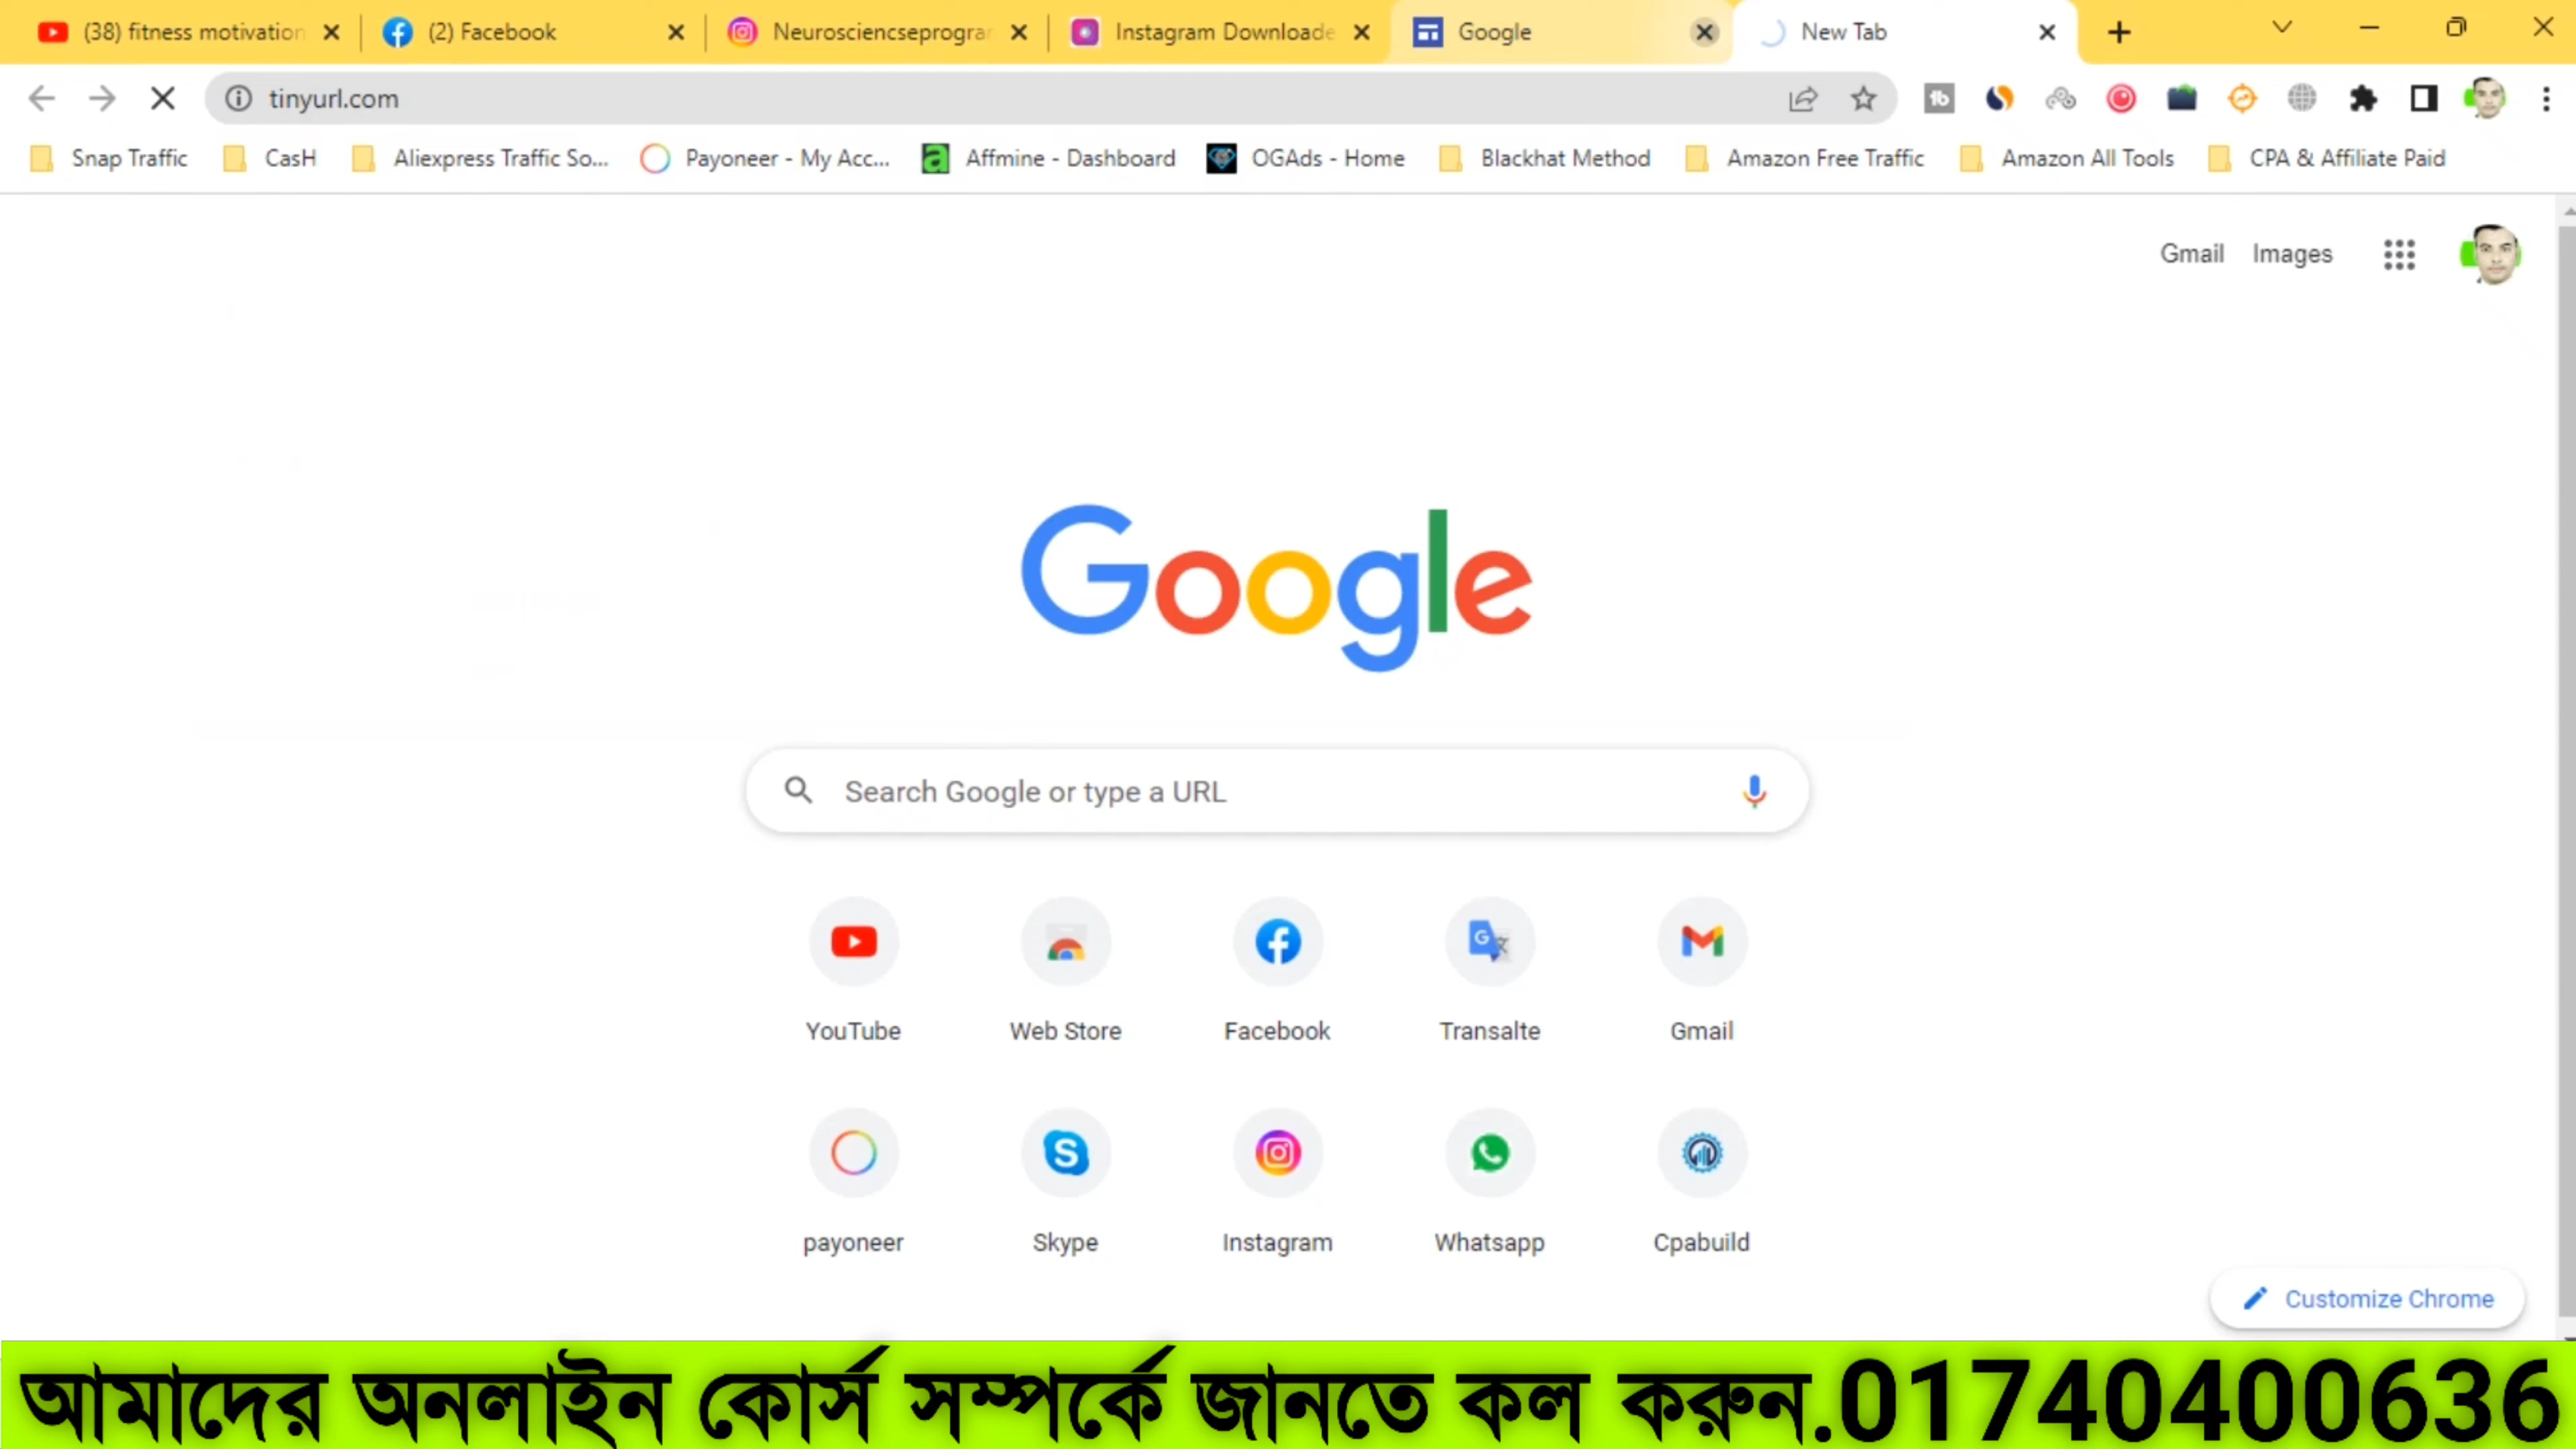 (38) fitness motivation
(2) Facebook
Neurosciencseprogra
Instagram Downloade
Google
New Tab
tinyurl.com
Snap Traffic
CasH
Aliexpress Traffic So...
Payoneer - My Acc...
Affmine - Dashboard
OGAds - Home
Blackhat Method
Amazon Free Traffic
Amazon All Tools
CPA & Affiliate Paid
Gmail
Images
Google
Search Google or type a URL
YouTube
Web Store
Facebook
Transalte
Gmail
payoneer
Skype
Instagram
Whatsapp
Cpabuild
Customize Chrome
আমাদের অনলাইন কোর্স সম্পর্কে জানতে কল করুন.01740400636